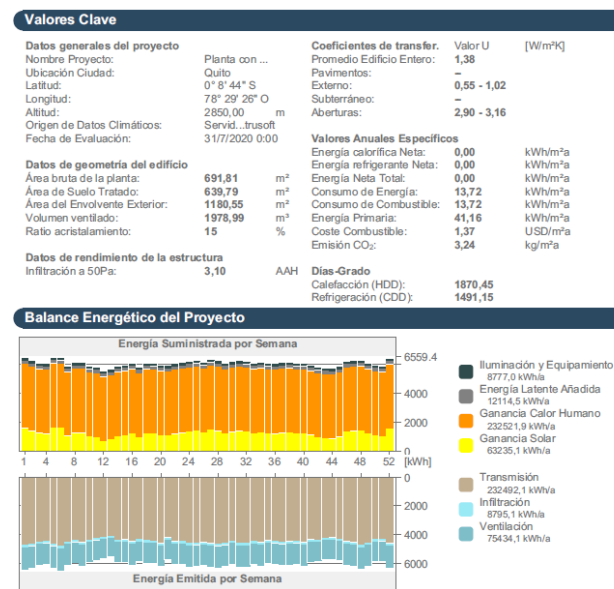 Valores Clave
Datos generales del proyecto
Nombre Proyecto: Planta con ...
Ubicación Ciudad: Quito
Latitud: 0° 8' 44" S
Longitud: 78° 29' 26" O
Altitud: 2850,00 m
Origen de Datos Climáticos: Servid...trusoft
Fecha de Evaluación: 31/7/2020 0:00
Datos de geometría del edificio
Área bruta de la planta: 691,81 m²
Área de Suelo Tratado: 639,79 m²
Área del Envolvente Exterior: 1180,55 m²
Volumen ventilado: 1978,99 m³
Ratio acristalamiento: 15 %
Datos de rendimiento de la estructura
Infiltración a 50Pa: 3,10 AAH
Coeficientes de transfer. Valor U [W/m²K]
Promedio Edificio Entero: 1,38
Pavimentos: –
Externo: 0,55 - 1,02
Subterráneo: –
Aberturas: 2,90 - 3,16
Valores Anuales Específicos
Energía calorífica Neta: 0,00 kWh/m²a
Energía refrigerante Neta: 0,00 kWh/m²a
Energía Neta Total: 0,00 kWh/m²a
Consumo de Energía: 13,72 kWh/m²a
Consumo de Combustible: 13,72 kWh/m²a
Energía Primaria: 41,16 kWh/m²a
Coste Combustible: 1,37 USD/m²a
Emisión CO₂: 3,24 kg/m²a
Días-Grado
Calefacción (HDD): 1870,45
Refrigeración (CDD): 1491,15
Balance Energético del Proyecto
Energía Suministrada por Semana
6559.4
4000
2000
0
1 4 8 12 16 20 24 28 32 36 40 44 48 52 [kWh]
0
2000
4000
6000
Energía Emitida por Semana
Iluminación y Equipamiento
8777,0 kWh/a
Energía Latente Añadida
12114,5 kWh/a
Ganancia Calor Humano
232521,9 kWh/a
Ganancia Solar
63235,1 kWh/a
Transmisión
232492,1 kWh/a
Infiltración
8795,1 kWh/a
Ventilación
75434,1 kWh/a